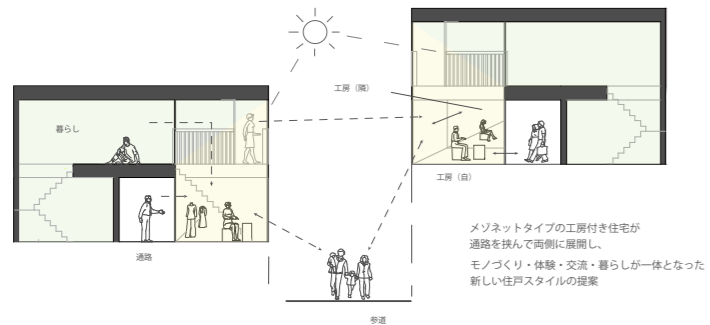 工房（隣）
暮らし
工房（自）
通路
メゾネットタイプの工房付き住宅が
通路を挟んで両側に展開し、
モノづくり・体験・交流・暮らしが一体となった
新しい住戸スタイルの提案
参道